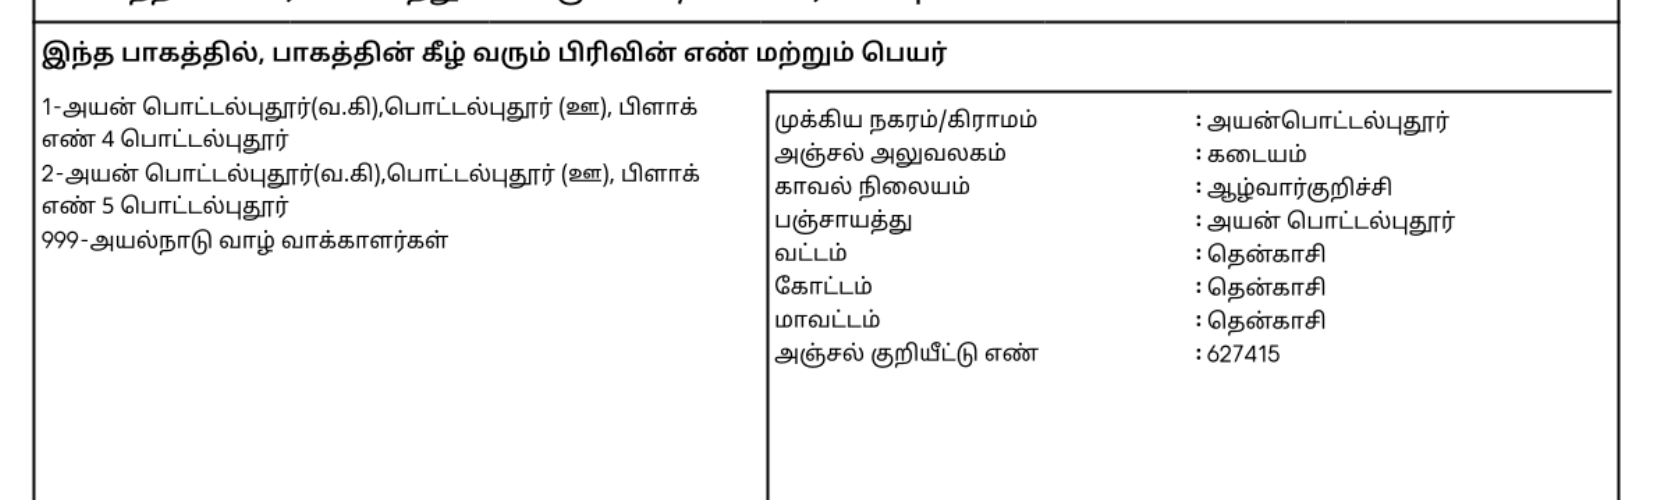 இந்த பாகத்தில், பாகத்தின் கீழ் வரும் பிரிவின் எண் மற்றும் பெயர்
1-அயன் பொட்டல்புதூர்(வ.கி),பொட்டல்புதூர் (ஊ), பிளாக்
எண் 4 பொட்டல்புதூர்
2-அயன் பொட்டல்புதூர்(வ.கி),பொட்டல்புதூர் (ஊ), பிளாக்
எண் 5 பொட்டல்புதூர்
999-அயல்நாடு வாழ் வாக்காளர்கள்
முக்கிய நகரம்/கிராமம் : அயன்பொட்டல்புதூர்
அஞ்சல் அலுவலகம் : கடையம்
காவல் நிலையம் : ஆழ்வார்குறிச்சி
பஞ்சாயத்து : அயன் பொட்டல்புதூர்
வட்டம் : தென்காசி
கோட்டம் : தென்காசி
மாவட்டம் : தென்காசி
அஞ்சல் குறியீட்டு எண் : 627415